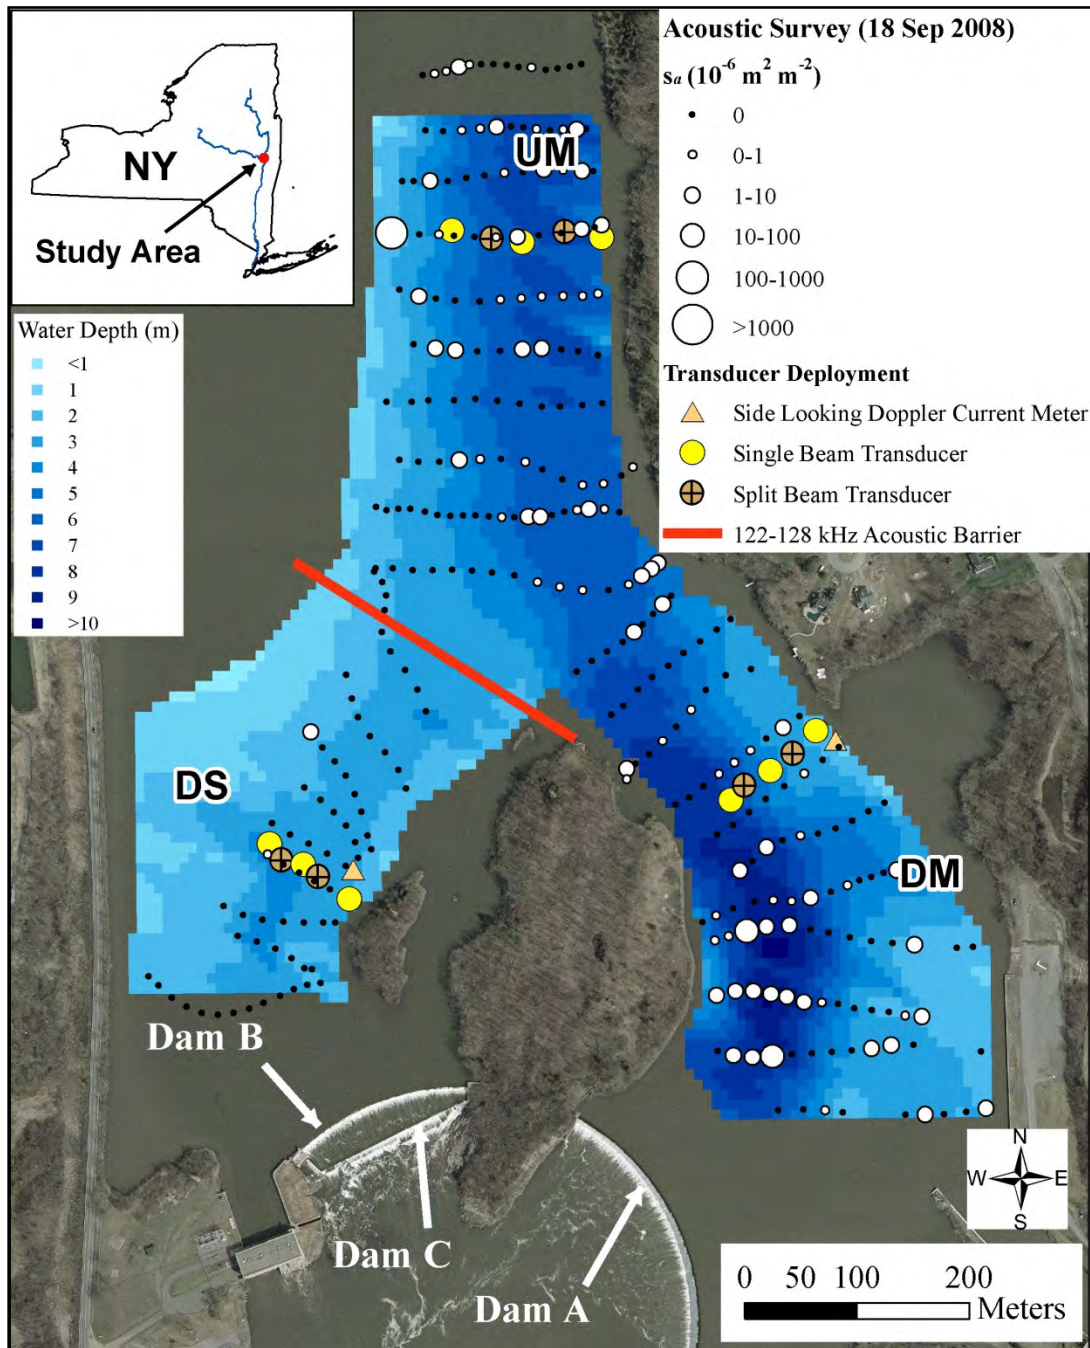 NY
Study Area
Water Depth (m)
<1
1
2
3
4
5
6
7
8
9
>10
Acoustic Survey (18 Sep 2008)
sa (10-6 m2 m-2)
0
0-1
1-10
10-100
100-1000
>1000
Transducer Deployment
Side Looking Doppler Current Meter
Single Beam Transducer
Split Beam Transducer
122-128 kHz Acoustic Barrier
UM
DS
DM
Dam B
Dam C
Dam A
N
W E
S
0 50 100 200
Meters